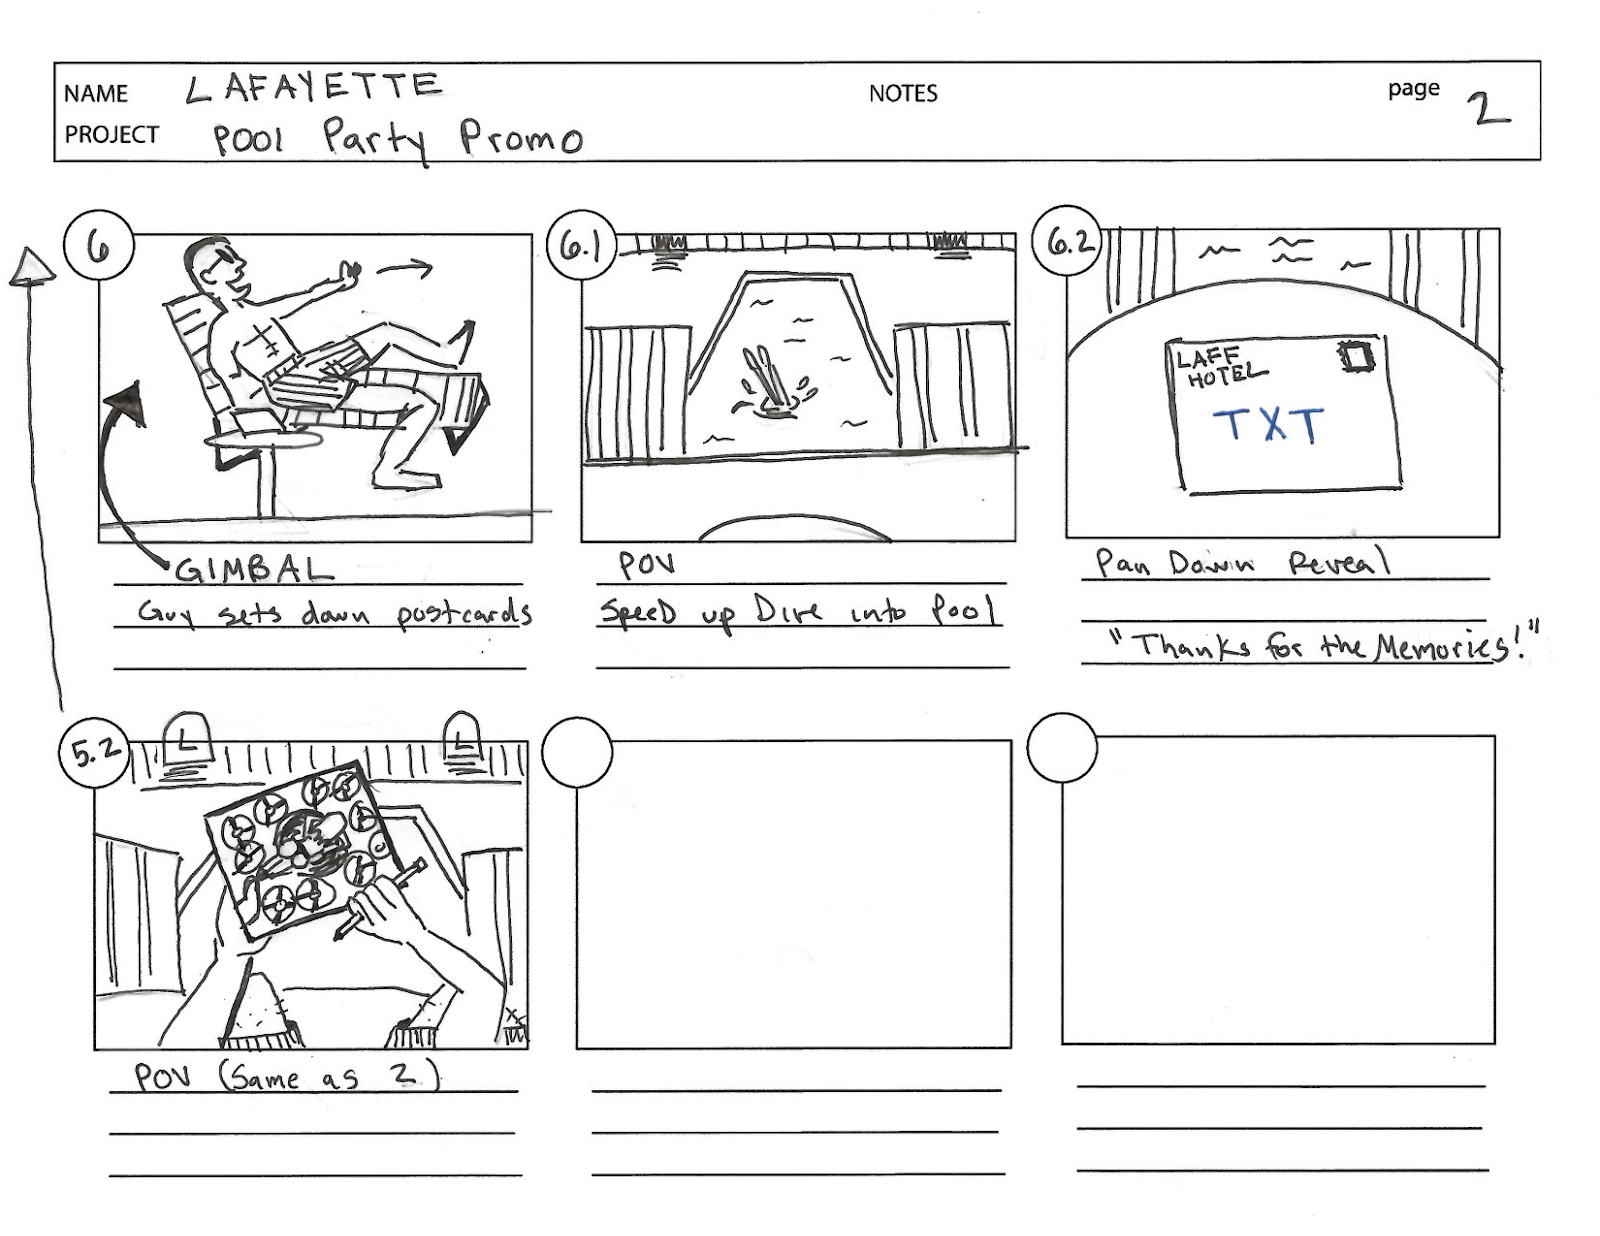 NAME LAFAYETTE NOTES page 2
PROJECT Pool Party Promo
6
6.1
6.2
LAFF
HOTEL
TXT
GIMBAL
Guy sets down postcards
POV
Speed up Dive into Pool
Pan Down Reveal
"Thanks for the Memories!"
5.2
L L
POV (Same as 2)